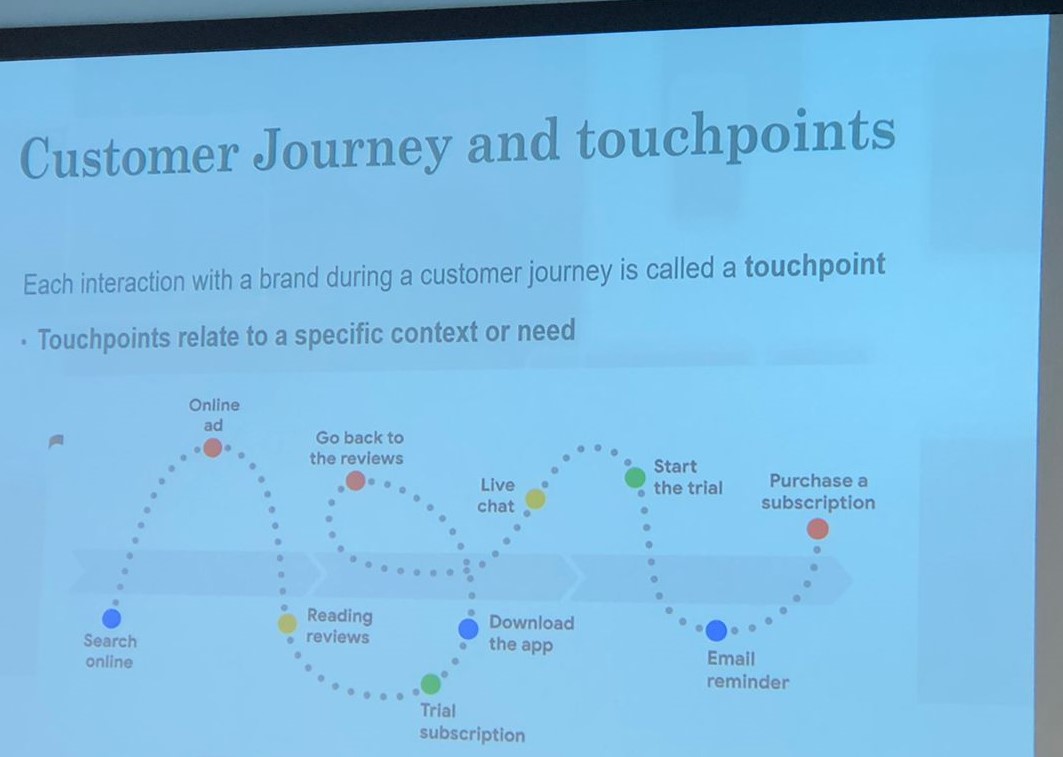 Customer Journey and touchpoints
Each interaction with a brand during a customer journey is called a touchpoint
· Touchpoints relate to a specific context or need
Online
ad
Go back to
the reviews
Live
chat
Start
the trial
Purchase a
subscription
Search
online
Reading
reviews
Download
the app
Trial
subscription
Email
reminder